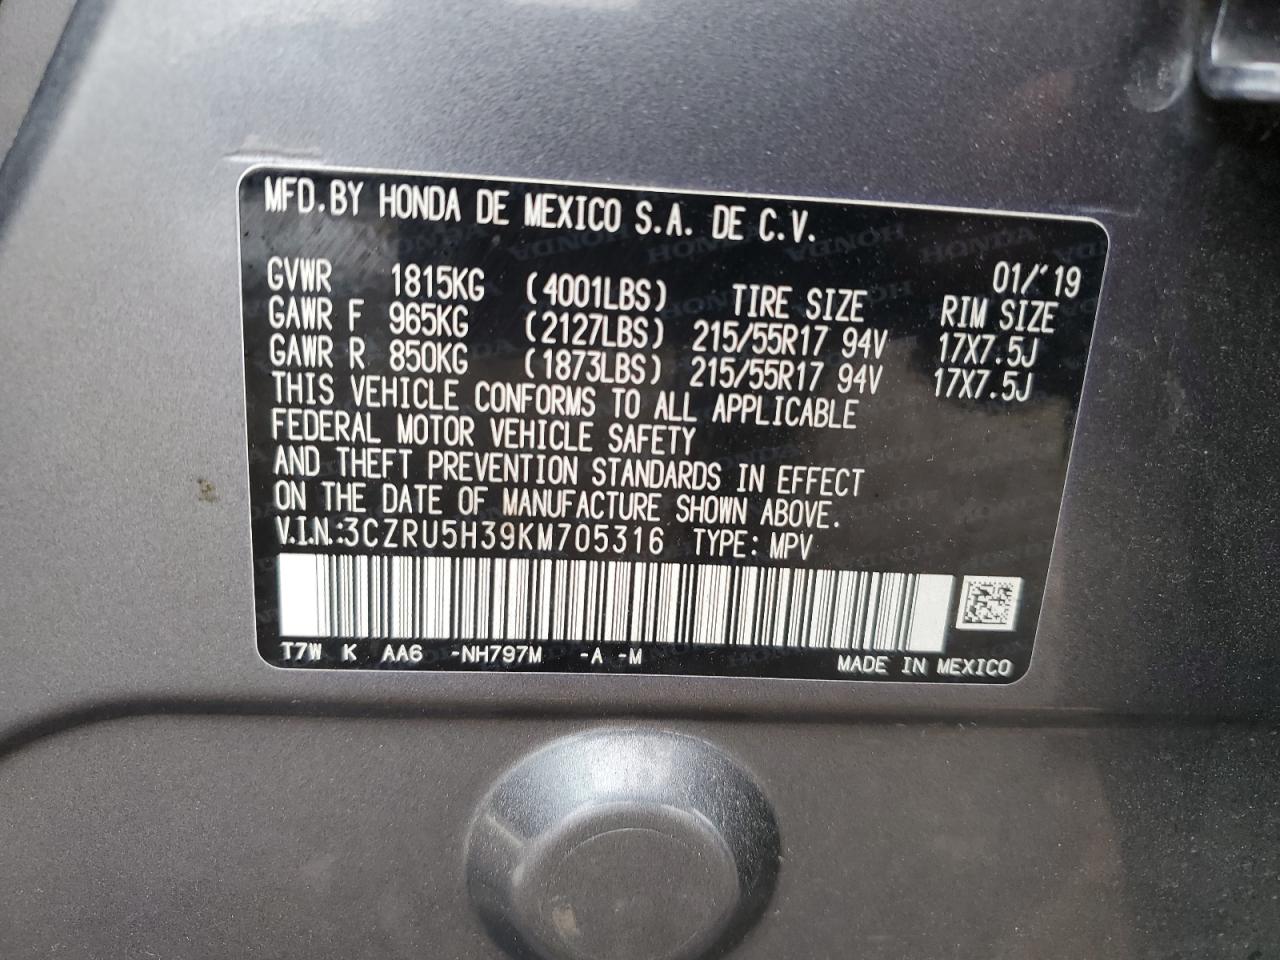 MFD.BY HONDA DE MEXICO S.A. DE C.V.
01/'19
GVWR 1815KG (4001LBS) TIRE SIZE RIM SIZE
GAWR F 965KG (2127LBS) 215/55R17 94V 17X7.5J
GAWR R 850KG (1873LBS) 215/55R17 94V 17X7.5J
THIS VEHICLE CONFORMS TO ALL APPLICABLE
FEDERAL MOTOR VEHICLE SAFETY
AND THEFT PREVENTION STANDARDS IN EFFECT
ON THE DATE OF MANUFACTURE SHOWN ABOVE.
V.I.N.:3CZRU5H39KM705316 TYPE: MPV
T7W K AA6 -NH797M -A -M MADE IN MEXICO